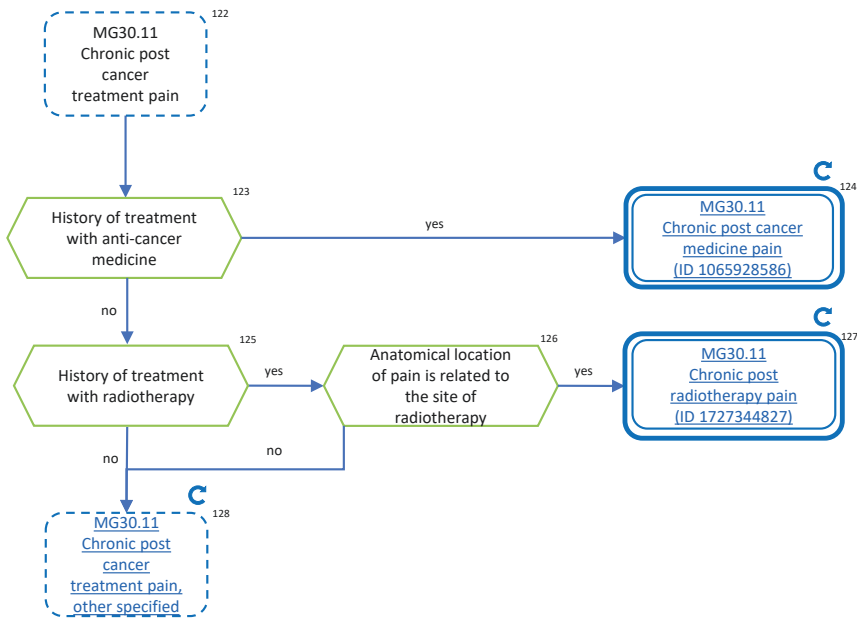 122
MG30.11
Chronic post
cancer
treatment pain
123
History of treatment
with anti-cancer
medicine
yes
124
MG30.11
Chronic post cancer
medicine pain
(ID 1065928586)
no
125
History of treatment
with radiotherapy
yes
126
Anatomical location
of pain is related to
the site of
radiotherapy
yes
127
MG30.11
Chronic post
radiotherapy pain
(ID 1727344827)
no
no
128
MG30.11
Chronic post
cancer
treatment pain,
other specified